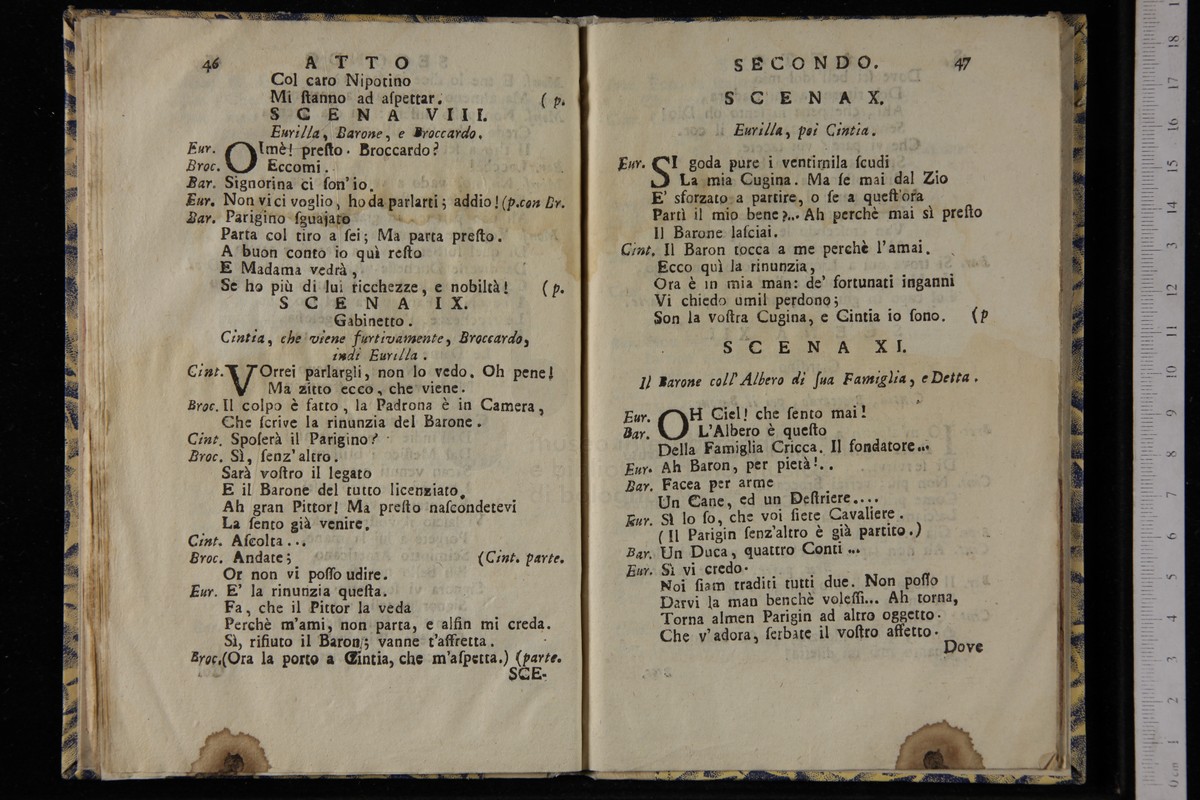 46 ATTO
Col caro Nipotino
Mi ſtanno ad aſpettar. (p.
SCENA VIII.
Eurilla, Barone, e Broccardo.
Eur. OImè! preſto. Broccardo?
Broc. Eccomi.
Bar. Signorina ci ſon' io.
Eur. Non vi ci voglio, ho da parlarti; addio! (p.con Br.
Bar. Parigino ſguajato
Parta col tiro a ſei; Ma parta preſto.
A buon conto io quì reſto
E Madama vedrà,
Se ho più di lui ricchezze, e nobiltà! (p.
SCENA IX.
Gabinetto.
Cintia, che viene furtivamente, Broccardo,
indi Eurilla.
Cint. VOrrei parlargli, non lo vedo. Oh pene!
Ma zitto ecco, che viene.
Broc. Il colpo è fatto, la Padrona è in Camera,
Che ſcrive la rinunzia del Barone.
Cint. Spoſerà il Parigino?
Broc. Sì, ſenz' altro.
Sarà voſtro il legato
E il Barone del tutto licenziato.
Ah gran Pittor! Ma preſto naſcondetevi
La ſento già venire.
Cint. Aſcolta...
Broc. Andate; (Cint. parte.
Or non vi poſſo udire.
Eur. E' la rinunzia queſta.
Fa, che il Pittor la veda
Perchè m'ami, non parta, e alfin mi creda.
Sì, rifiuto il Baron; vanne t'affretta.
Broc. (Ora la porto a Cintia, che m'aſpetta.) (parte.
SCE-
SECONDO. 47
SCENA X.
Eurilla, poi Cintia.
Eur. SI goda pure i ventimila ſcudi
La mia Cugina. Ma ſe mai dal Zio
E' sforzato a partire, o ſe a queſt'ora
Partì il mio bene?... Ah perchè mai sì preſto
Il Barone laſciai.
Cint. Il Baron tocca a me perchè l'amai.
Ecco quì la rinunzia,
Ora è in mia man: de' fortunati inganni
Vi chiedo umil perdono;
Son la voſtra Cugina, e Cintia io ſono. (p
SCENA XI.
Il Barone coll' Albero di ſua Famiglia, e Detta.
Eur. OH Ciel! che ſento mai!
Bar. L'Albero è queſto
Della Famiglia Cricca. Il fondatore...
Eur. Ah Baron, per pietà!..
Bar. Facea per arme
Un Cane, ed un Deſtriere....
Eur. Sì lo ſo, che voi ſiete Cavaliere.
(Il Parigin ſenz'altro è già partito.)
Bar. Un Duca, quattro Conti...
Eur. Sì vi credo.
Noi ſiam traditi tutti due. Non poſſo
Darvi la man benchè voleſſi... Ah torna,
Torna almen Parigin ad altro oggetto.
Che v'adora, ſerbate il voſtro affetto.
Dove